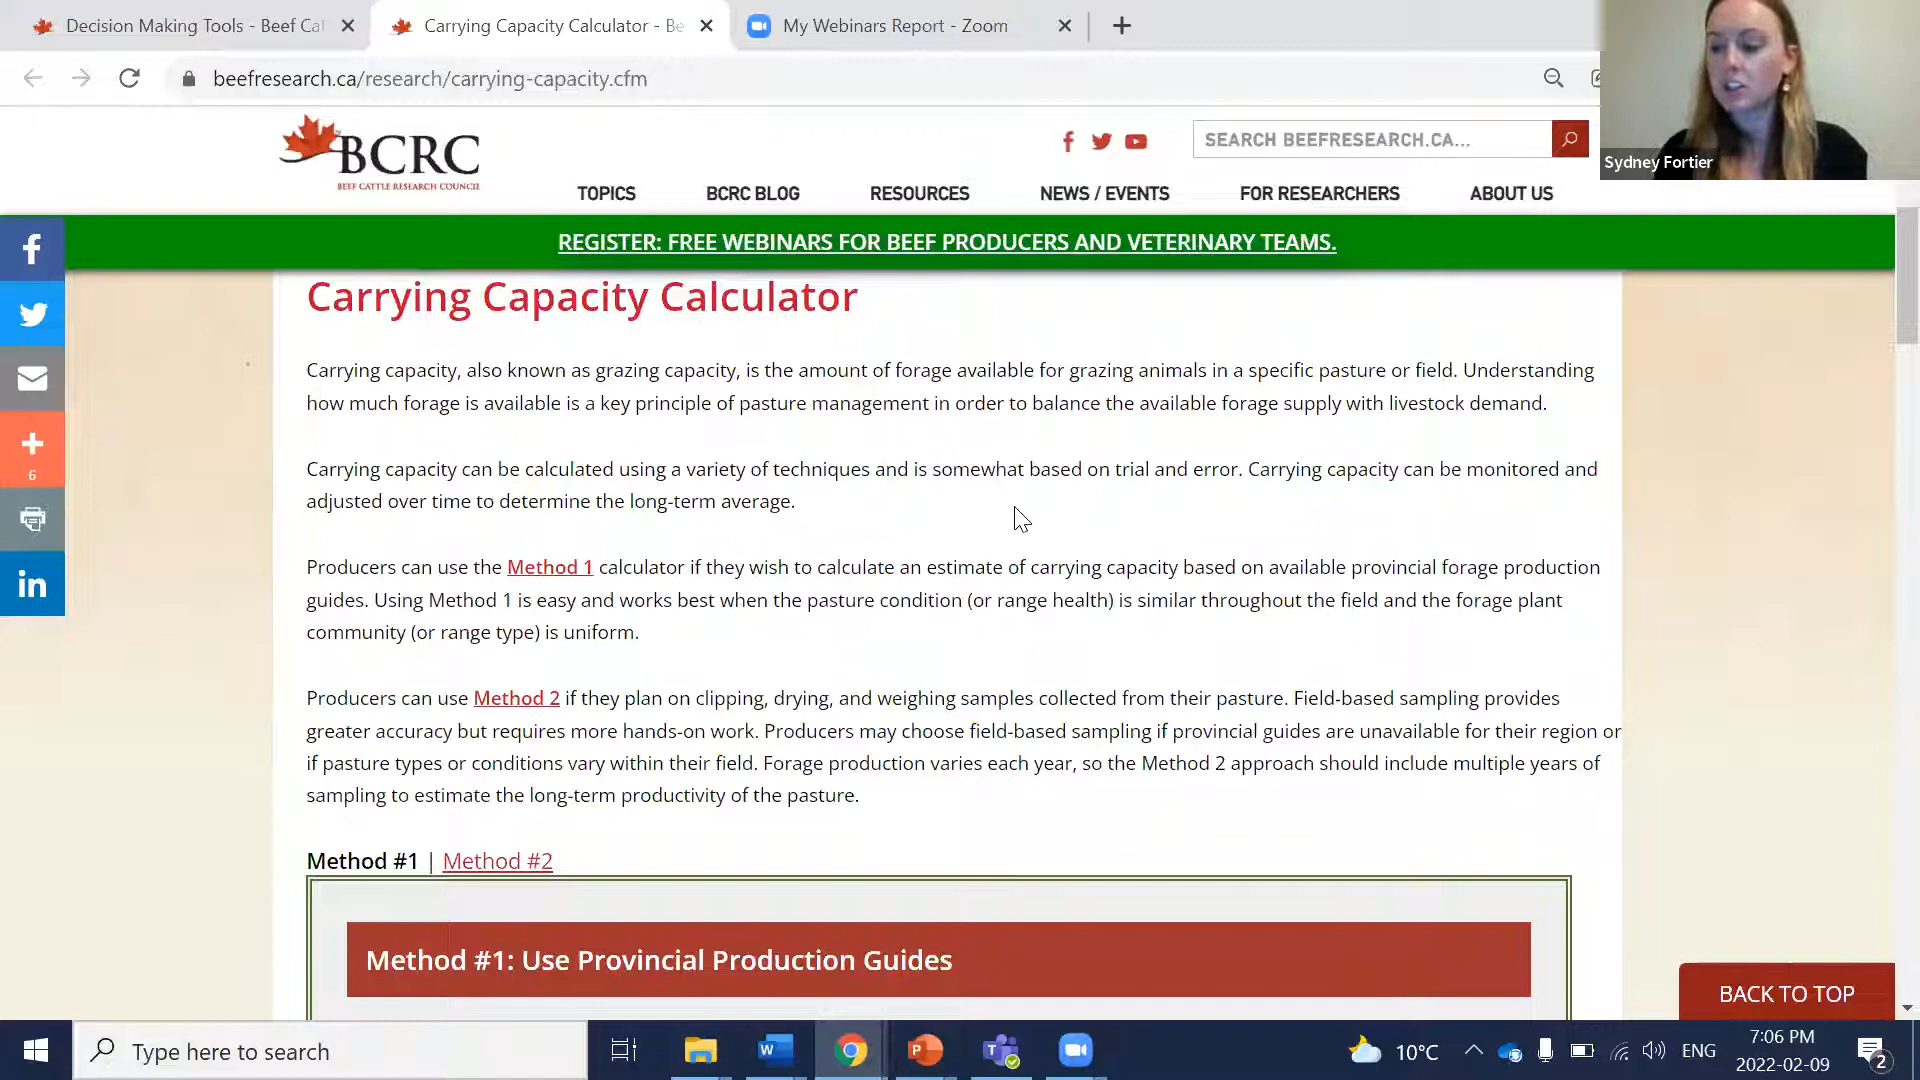 Decision Making Tools - Beef Cat
Carrying Capacity Calculator - Be
My Webinars Report - Zoom
beefresearch.ca/research/carrying-capacity.cfm
Sydney Fortier
BCRC
BEEF CATTLE RESEARCH COUNCIL
SEARCH BEEFRESEARCH.CA...
TOPICS BCRC BLOG RESOURCES NEWS / EVENTS FOR RESEARCHERS ABOUT US
REGISTER: FREE WEBINARS FOR BEEF PRODUCERS AND VETERINARY TEAMS.
6
Carrying Capacity Calculator
Carrying capacity, also known as grazing capacity, is the amount of forage available for grazing animals in a specific pasture or field. Understanding
how much forage is available is a key principle of pasture management in order to balance the available forage supply with livestock demand.
Carrying capacity can be calculated using a variety of techniques and is somewhat based on trial and error. Carrying capacity can be monitored and
adjusted over time to determine the long-term average.
Producers can use the Method 1 calculator if they wish to calculate an estimate of carrying capacity based on available provincial forage production
guides. Using Method 1 is easy and works best when the pasture condition (or range health) is similar throughout the field and the forage plant
community (or range type) is uniform.
Producers can use Method 2 if they plan on clipping, drying, and weighing samples collected from their pasture. Field-based sampling provides
greater accuracy but requires more hands-on work. Producers may choose field-based sampling if provincial guides are unavailable for their region or
if pasture types or conditions vary within their field. Forage production varies each year, so the Method 2 approach should include multiple years of
sampling to estimate the long-term productivity of the pasture.
Method #1 | Method #2
Method #1: Use Provincial Production Guides
BACK TO TOP
Type here to search
10°C
ENG
7:06 PM
2022-02-09
2